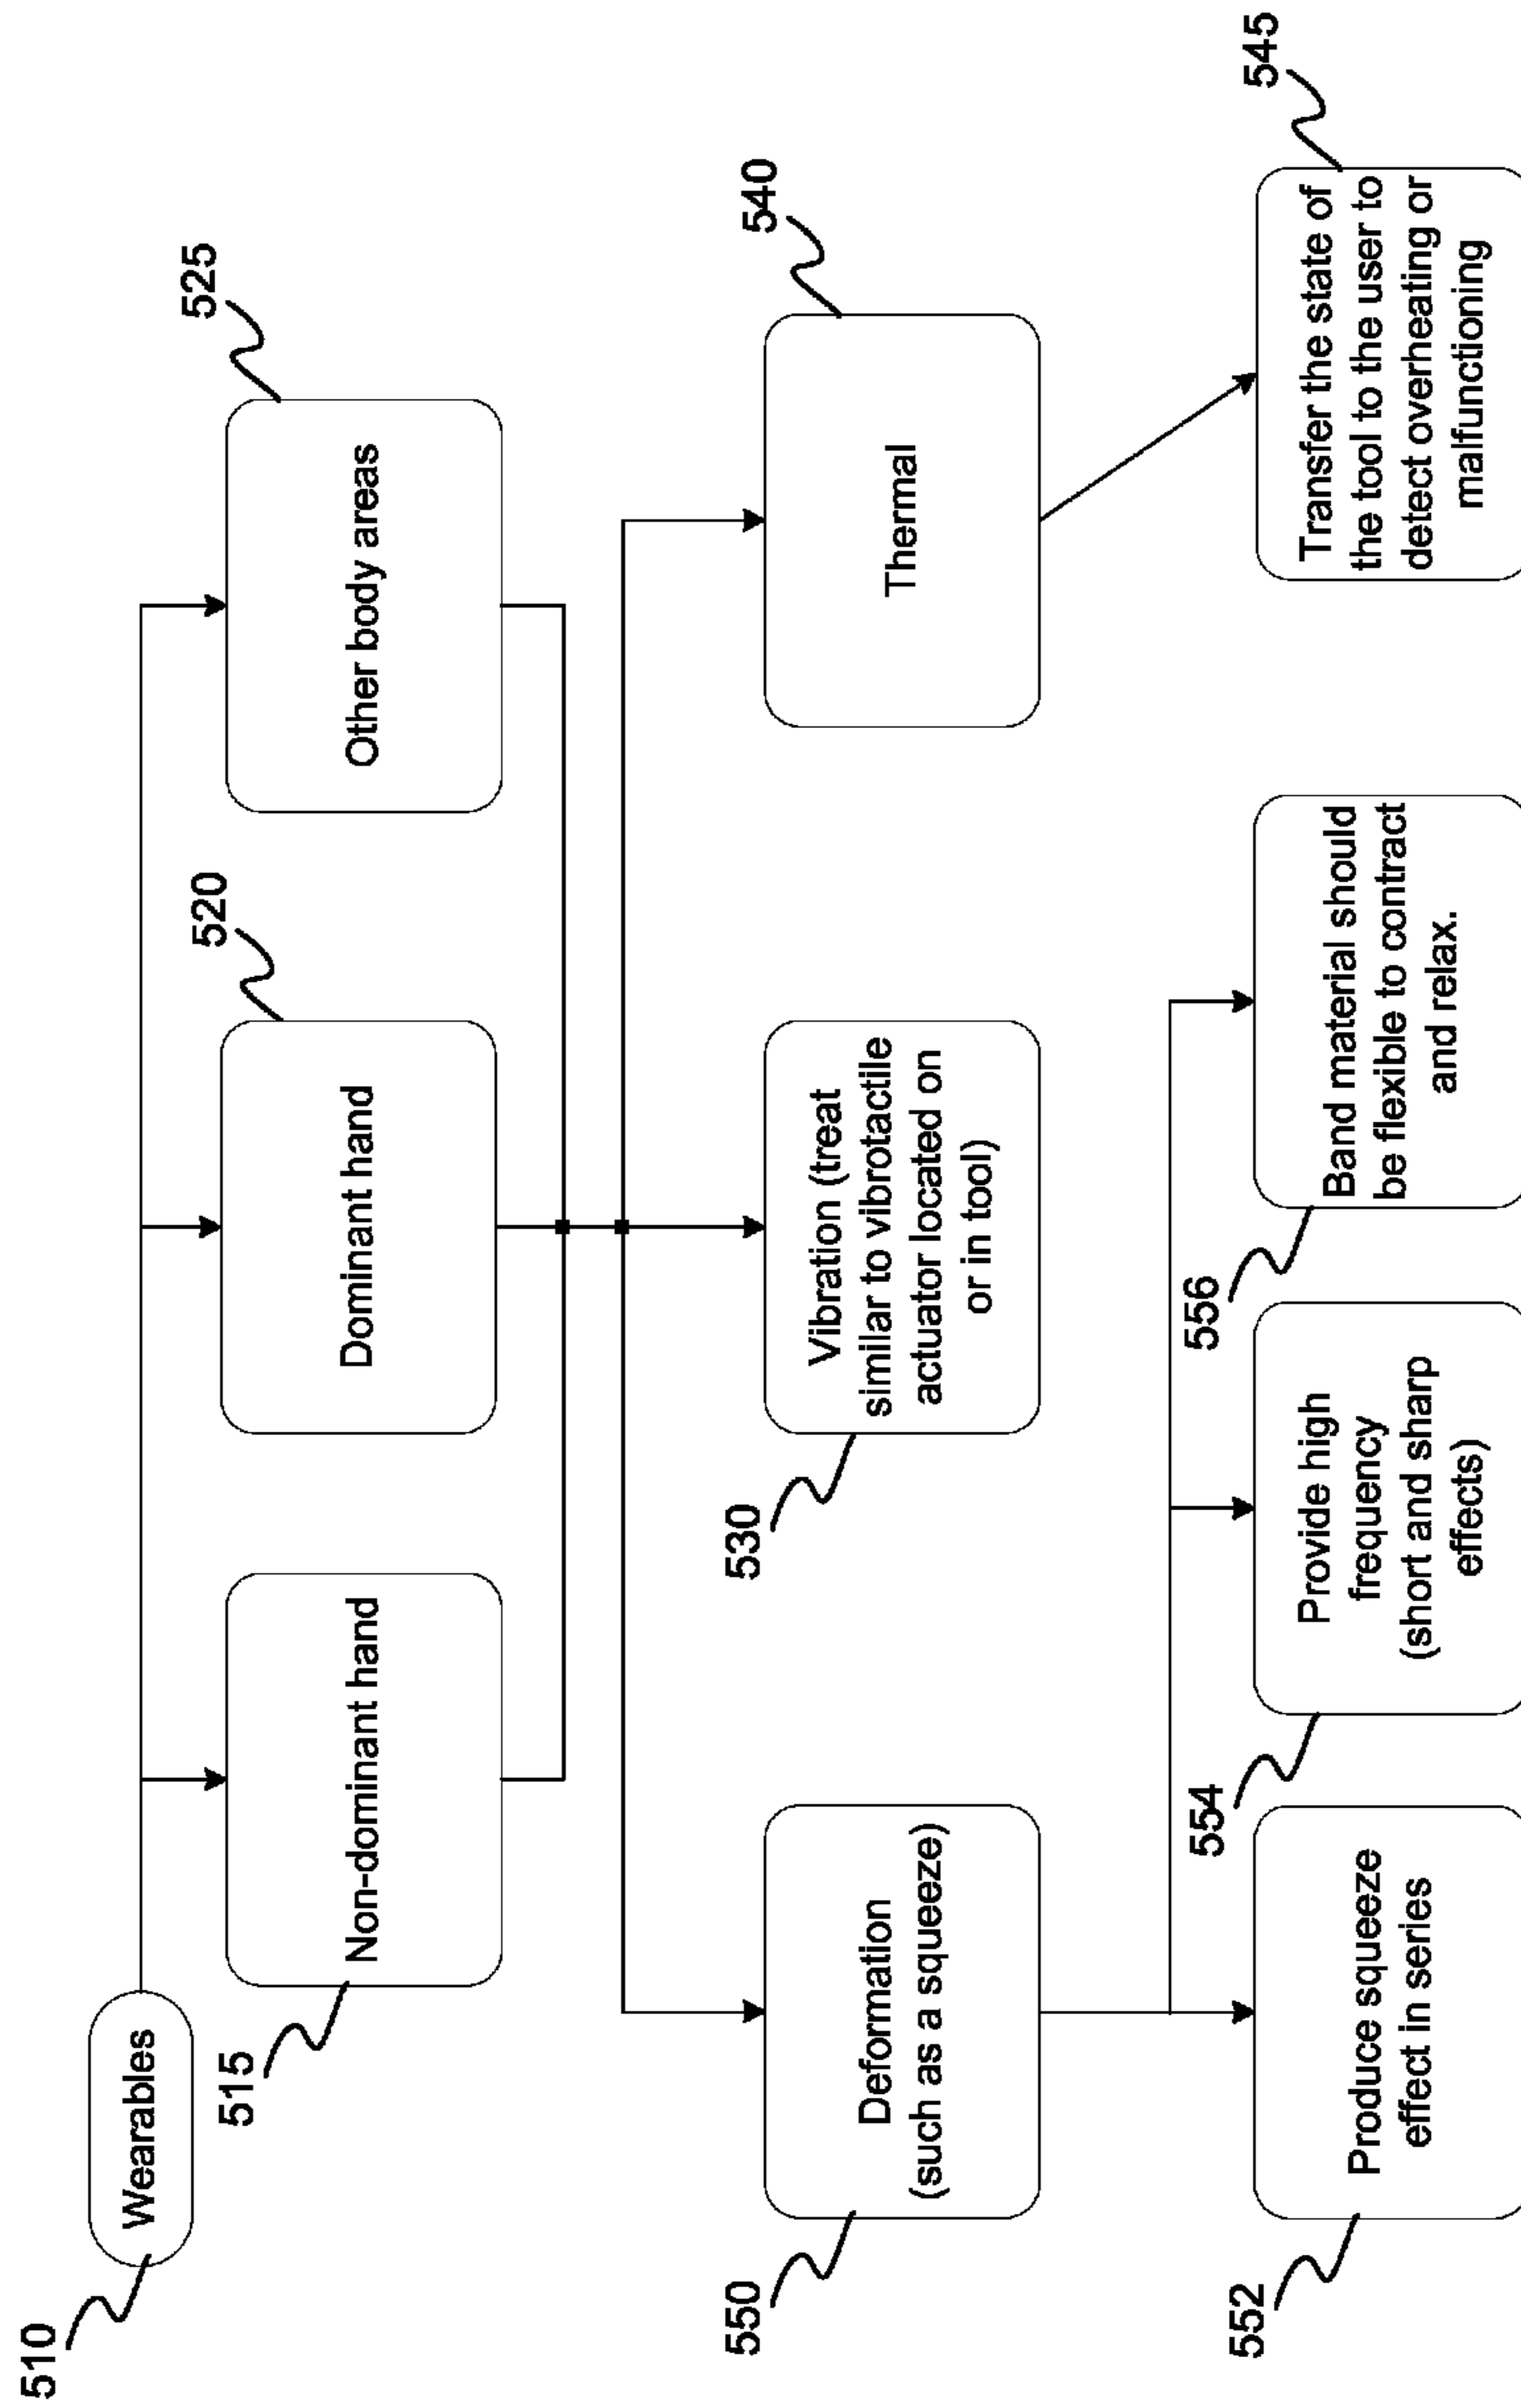 510
Wearables
515
Non-dominant hand
520
Dominant hand
525
Other body areas
550
Deformation
(such as a squeeze)
530
Vibration (treat
similar to vibrotactile
actuator located on
or in tool)
540
Thermal
552
Produce squeeze
effect in series
554
Provide high
frequency
(short and sharp
effects)
556
Band material should
be flexible to contract
and relax.
545
Transfer the state of
the tool to the user to
detect overheating or
malfunctioning